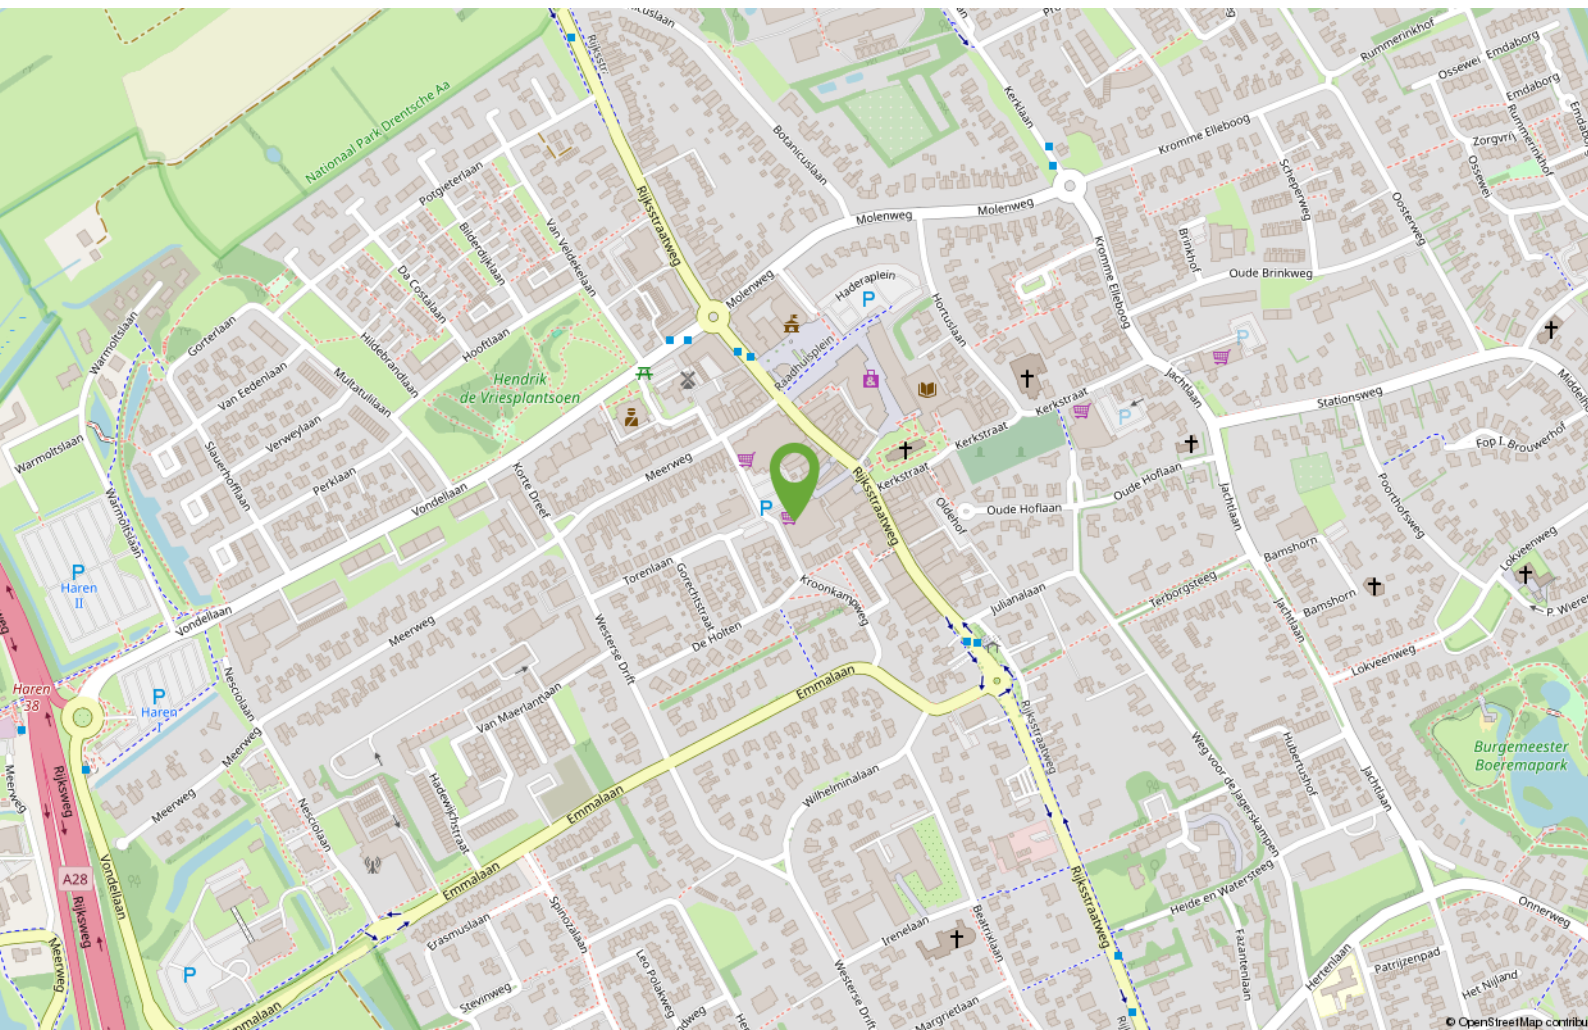 Rijksstr
Botanicuslaan
Kerklaan
Kromme Elleboog
Rummerinkhof
Ossewei
Emdaborg
Emdaborg
Rummerinkhof
Ossewei
Nationaal Park Drentsche Aa
Potgieterlaan
Bilderdijklaan
Van Veldekelaan
Da Costalaan
Hildebrandlaan
Hooftlaan
Rijksstraatweg
Molenweg
Molenweg
Molenweg
Scheperweg
Oosterweg
Brinkhof
Oude Brinkweg
Kromme Elleboog
Haderaplein
P
Hortuslaan
Raadhuisplein
Warmoltslaan
Gorterlaan
Van Eedenlaan
Multatulilaan
Verweylaan
Slauerhofflaan
Perklaan
Vondellaan
Hendrik
de Vriesplantsoen
Korte Dreef
Meerweg
P
Kerkstraat
Kerkstraat
Kerkstraat
P
P
Jachtlaan
Stationsweg
Fop I. Brouwerhof
Poorthofsweg
Oude Hoflaan
Oude Hoflaan
Oldehof
Rijksstraatweg
Jachtlaan
Bamshorn
Bamshorn
Lokveenweg
Lokveenweg
Terborgsteeg
Jachtlaan
Julianalaan
Warmoltslaan
Warmoltslaan
P
Haren
II
Vondellaan
Meerweg
Torenlaan
Gorechtstraat
Kroonkampweg
De Holten
Westerse Drift
Emmalaan
Haren
38
P
Haren
I
Nesciolaan
Van Maerlantlaan
Meerweg
Meerweg
Meerweg
Rijksweg
Hadewijchstraat
Nesciolaan
Emmalaan
Wilhelminalaan
Rijksstraatweg
Weg voor de Jagerskampen
Hubertushof
Jachtlaan
Burgemeester
Boeremapark
A28
Rijksweg
Vondellaan
Meerweg
P
Emmalaan
Erasmuslaan
Spinozalaan
Stevinweg
Leo Polakweg
Westerse Drift
Irenelaan
Beatrixlaan
Margrietlaan
Rijksstraatweg
Heide en Watersteeg
Fazantenlaan
Hertenlaan
Patrijzenpad
Het Nijland
Onnerweg